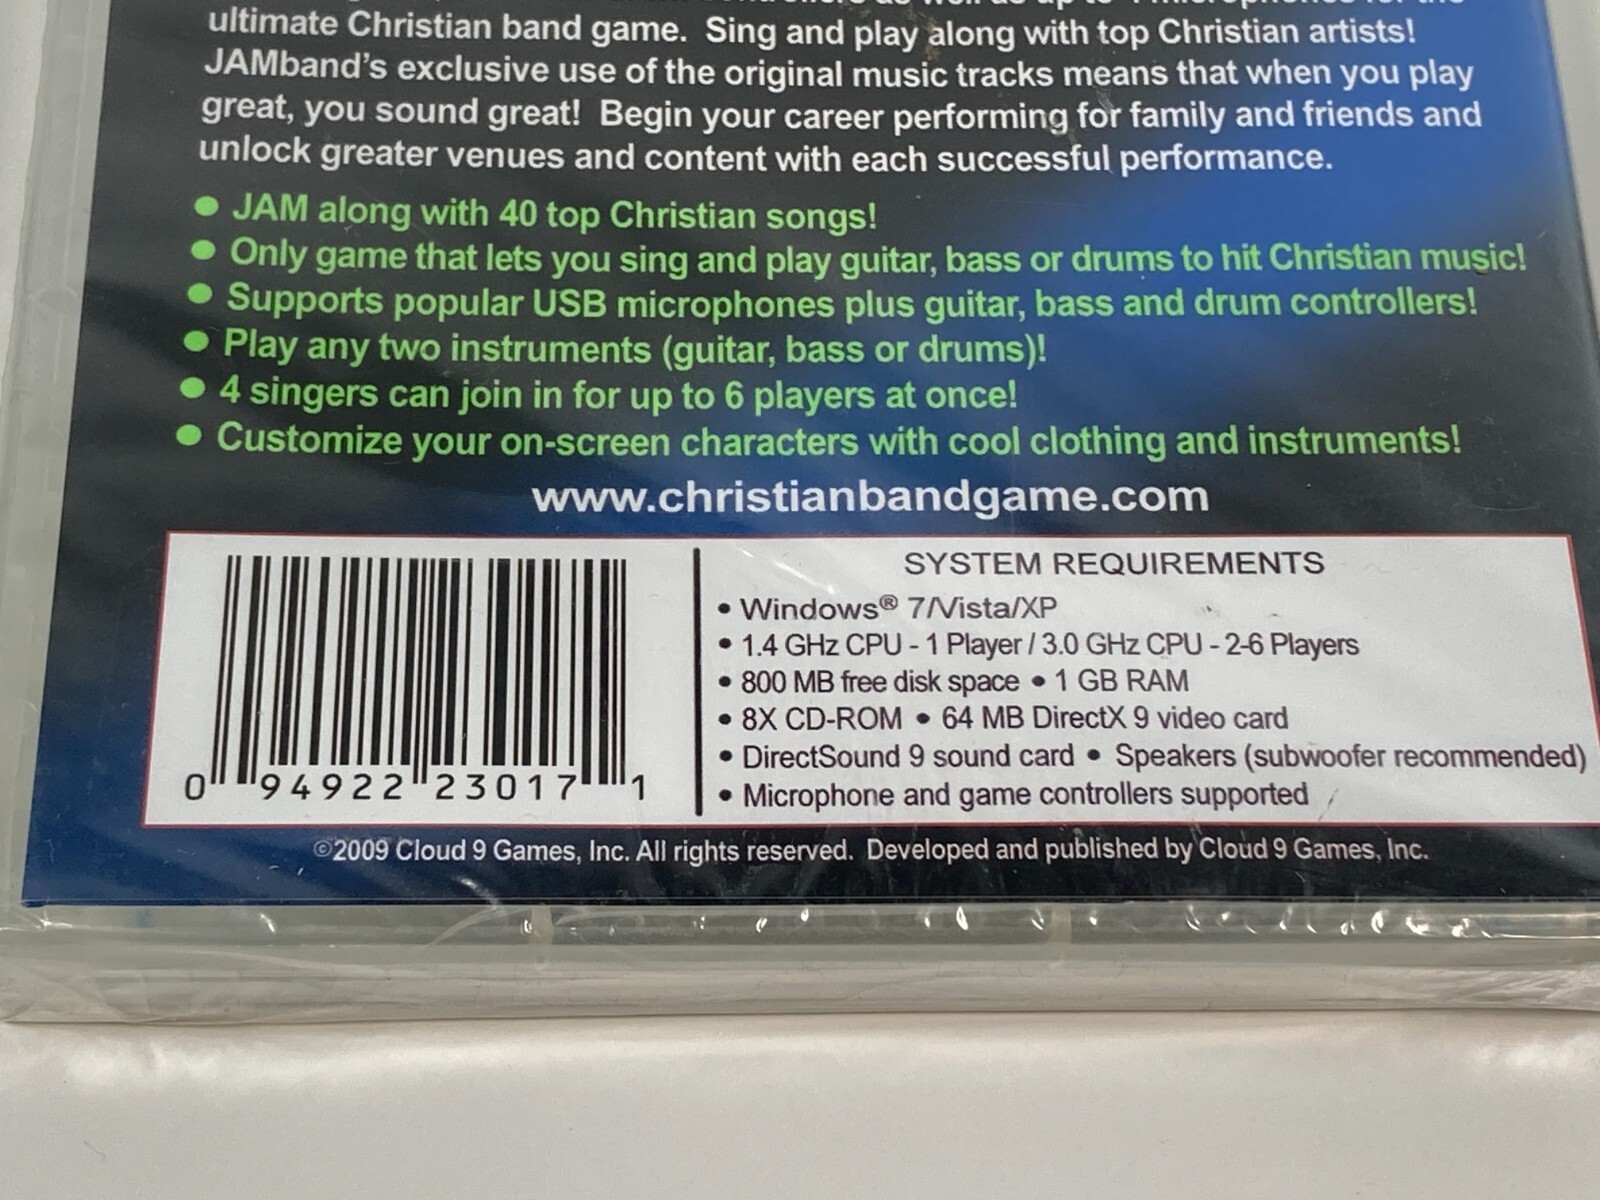 ultimate Christian band game. Sing and play along with top Christian artists!
JAMband's exclusive use of the original music tracks means that when you play
great, you sound great! Begin your career performing for family and friends and
unlock greater venues and content with each successful performance.
● JAM along with 40 top Christian songs!
● Only game that lets you sing and play guitar, bass or drums to hit Christian music!
● Supports popular USB microphones plus guitar, bass and drum controllers!
● Play any two instruments (guitar, bass or drums)!
● 4 singers can join in for up to 6 players at once!
● Customize your on-screen characters with cool clothing and instruments!
www.christianbandgame.com
SYSTEM REQUIREMENTS
• Windows® 7/Vista/XP
• 1.4 GHz CPU - 1 Player / 3.0 GHz CPU - 2-6 Players
• 800 MB free disk space • 1 GB RAM
• 8X CD-ROM • 64 MB DirectX 9 video card
• DirectSound 9 sound card • Speakers (subwoofer recommended)
• Microphone and game controllers supported
0 94922 23017 1
©2009 Cloud 9 Games, Inc. All rights reserved. Developed and published by Cloud 9 Games, Inc.